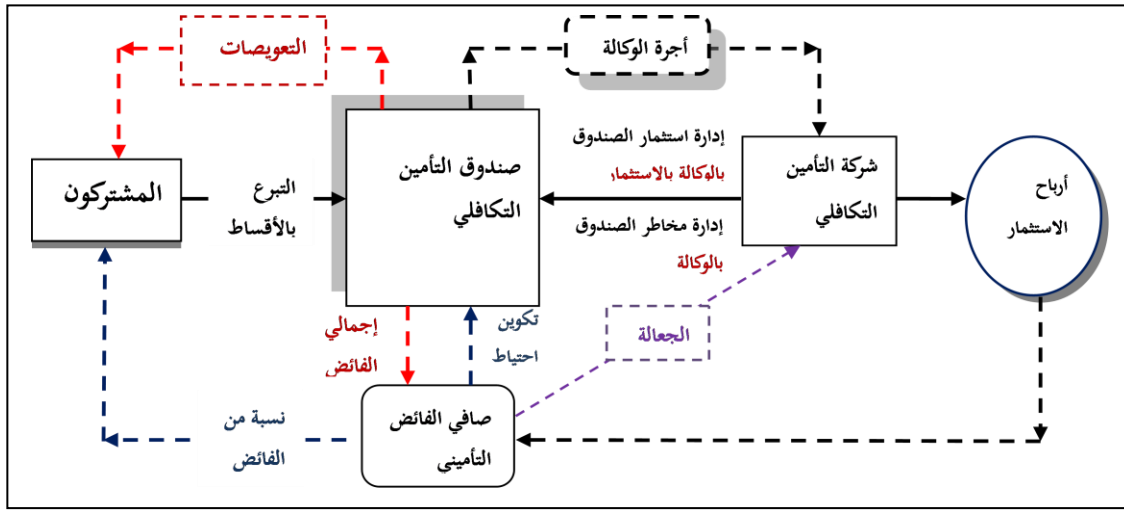 التعويضات
أجرة الوكالة
المشتركون
التبرع
بالأقساط
صندوق التأمين
التكافلي
إدارة استثمار الصندوق
بالوكالة بالاستثمار
إدارة مخاطر الصندوق
بالوكالة
شركة التأمين
التكافلي
أرباح
الاستثمار
إجمالي
الفائض
تكوين
احتياط
الجعالة
صافي الفائض
التأميني
نسبة من
الفائض